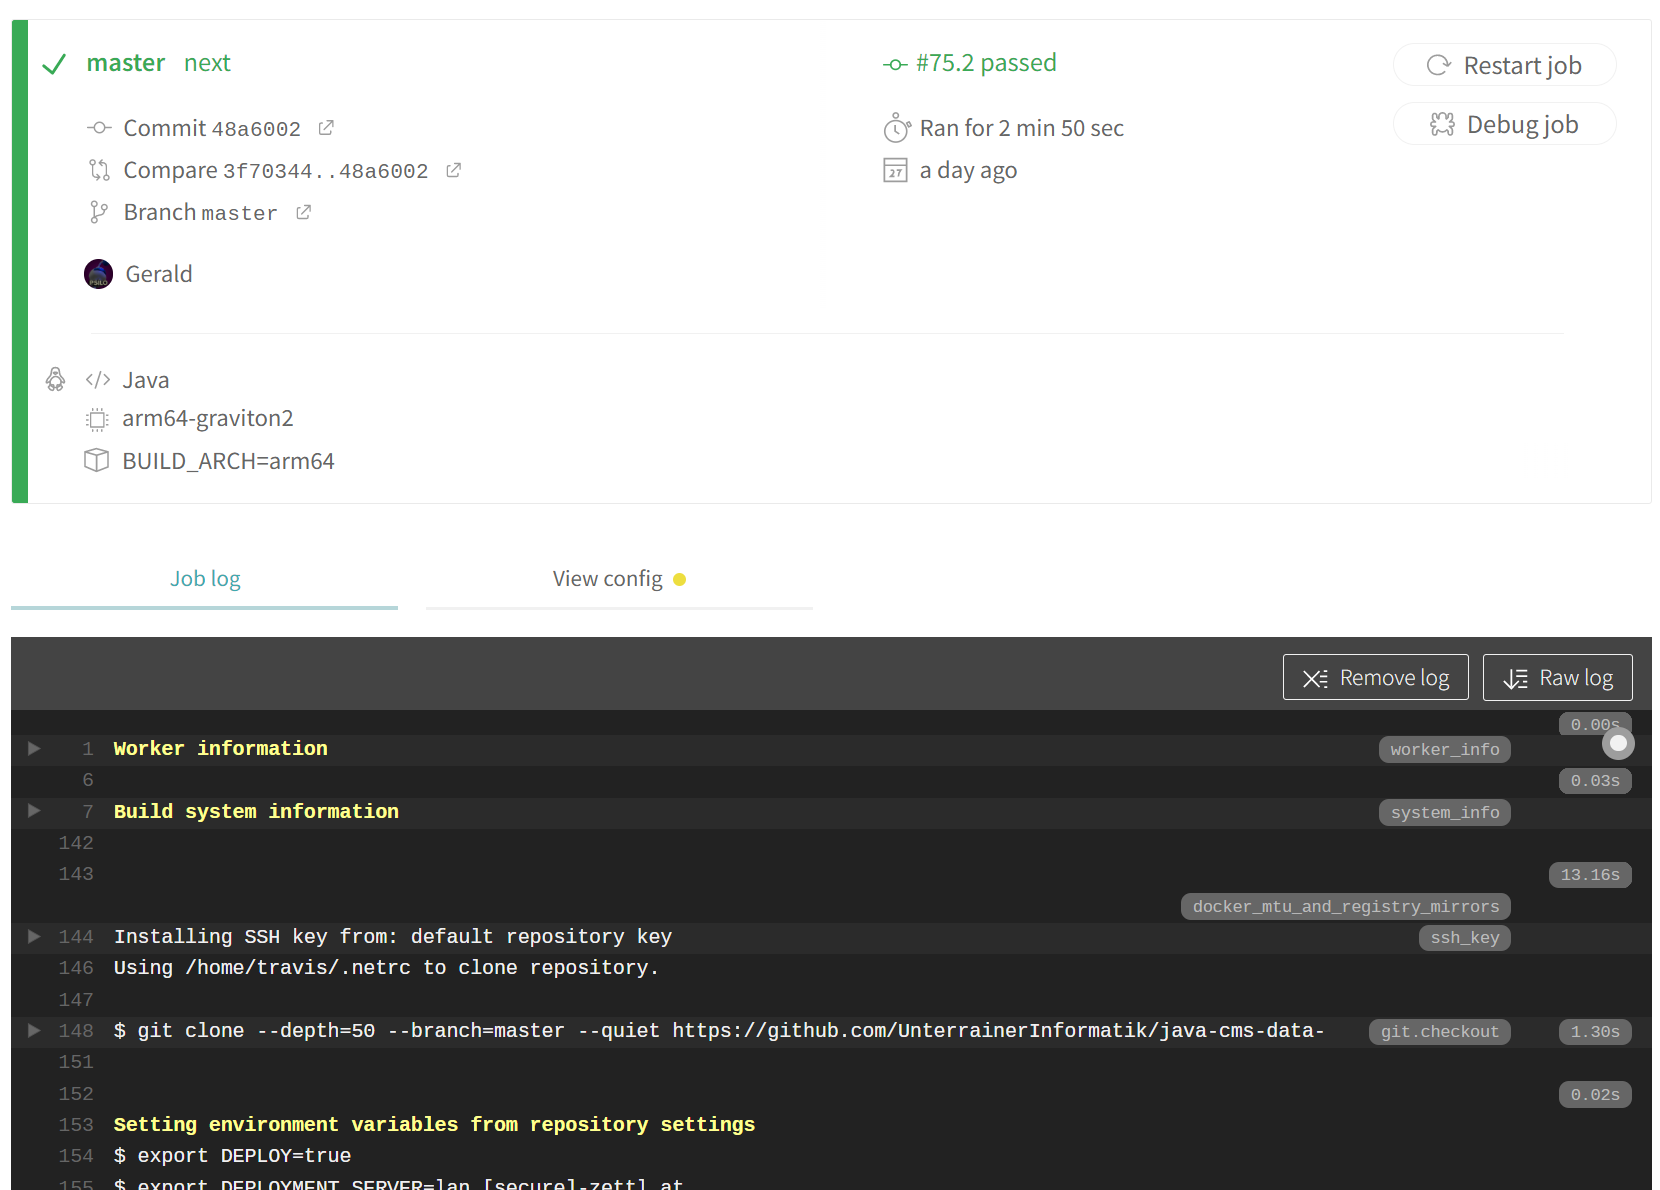 master next
#75.2 passed
Restart job
Commit 48a6002
Ran for 2 min 50 sec
Debug job
Compare 3f70344..48a6002
27 a day ago
Branch master
Gerald
Java
arm64-graviton2
BUILD_ARCH=arm64
Job log
View config
Remove log
Raw log
0.00s
1 Worker information worker_info
6 0.03s
7 Build system information system_info
142
143 13.16s
docker_mtu_and_registry_mirrors
144 Installing SSH key from: default repository key ssh_key
146 Using /home/travis/.netrc to clone repository.
147
148 $ git clone --depth=50 --branch=master --quiet https://github.com/UnterrainerInformatik/java-cms-data- git.checkout 1.30s
151
152 0.02s
153 Setting environment variables from repository settings
154 $ export DEPLOY=true
155 $ export DEPLOYMENT_SERVER=lan.[secure]-zettl.at